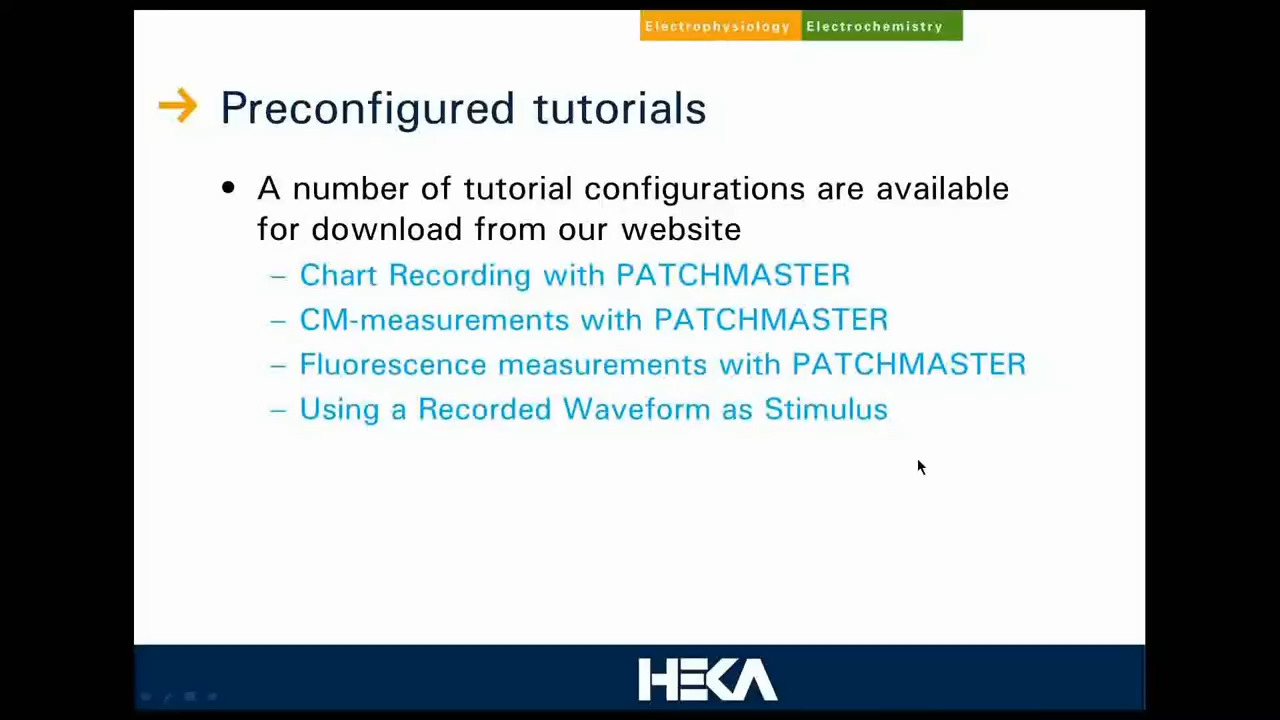 Electrophysiology Electrochemistry
→ Preconfigured tutorials
• A number of tutorial configurations are available
for download from our website
– Chart Recording with PATCHMASTER
– CM-measurements with PATCHMASTER
– Fluorescence measurements with PATCHMASTER
– Using a Recorded Waveform as Stimulus
HEKA